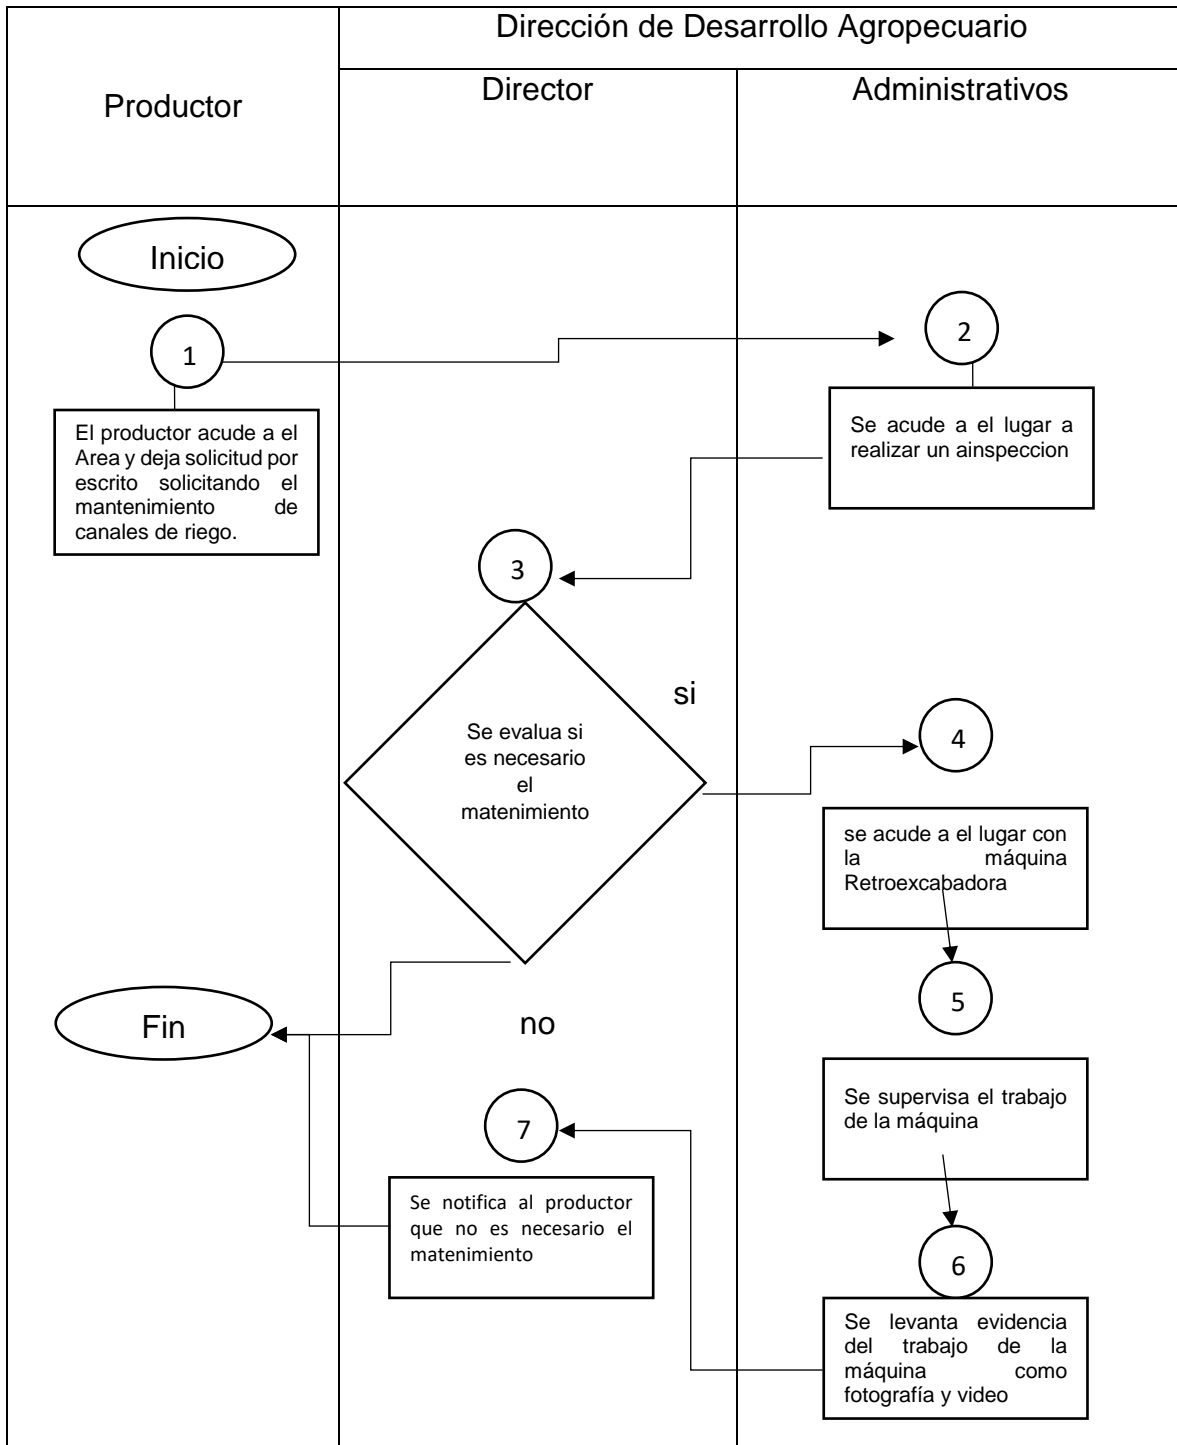 Dirección de Desarrollo Agropecuario
Productor
Director
Administrativos
Inicio
1
2
El productor acude a el
Area y deja solicitud por
escrito solicitando el
mantenimiento de
canales de riego.
Se acude a el lugar a
realizar un ainspeccion
3
si
Se evalua si
es necesario
el
matenimiento
4
se acude a el lugar con
la máquina
Retroexcabadora
5
Fin
no
Se supervisa el trabajo
de la máquina
7
Se notifica al productor
que no es necesario el
matenimiento
6
Se levanta evidencia
del trabajo de la
máquina como
fotografía y video